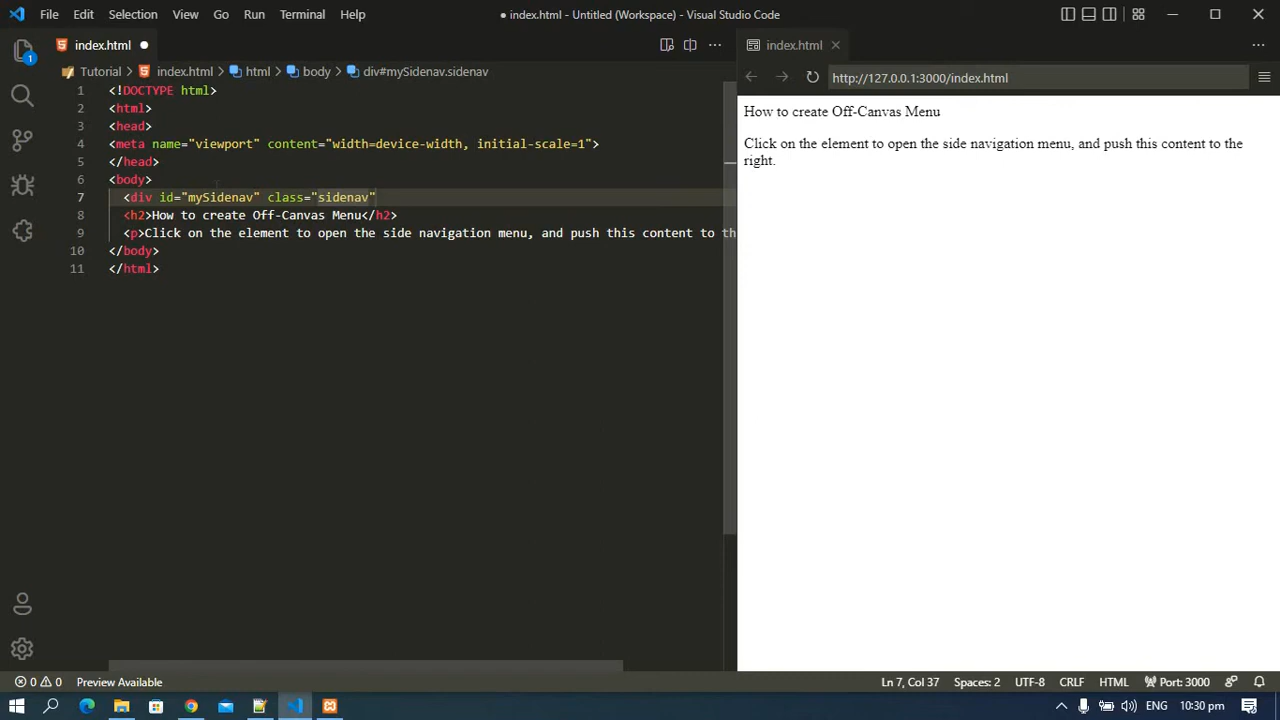 File Edit Selection View Go Run Terminal Help
● index.html - Untitled (Workspace) - Visual Studio Code
index.html ●
index.html ×
Tutorial > index.html > html > body > div#mySidenav.sidenav
http://127.0.0.1:3000/index.html
1 <!DOCTYPE html>
2 <html>
3 <head>
4 <meta name="viewport" content="width=device-width, initial-scale=1">
5 </head>
6 <body>
7 <div id="mySidenav" class="sidenav"
8 <h2>How to create Off-Canvas Menu</h2>
9 <p>Click on the element to open the side navigation menu, and push this content to th
10 </body>
11 </html>
How to create Off-Canvas Menu
Click on the element to open the side navigation menu, and push this content to the
right.
1
0 0 Preview Available
Ln 7, Col 37 Spaces: 2 UTF-8 CRLF HTML Port: 3000
ENG 10:30 pm